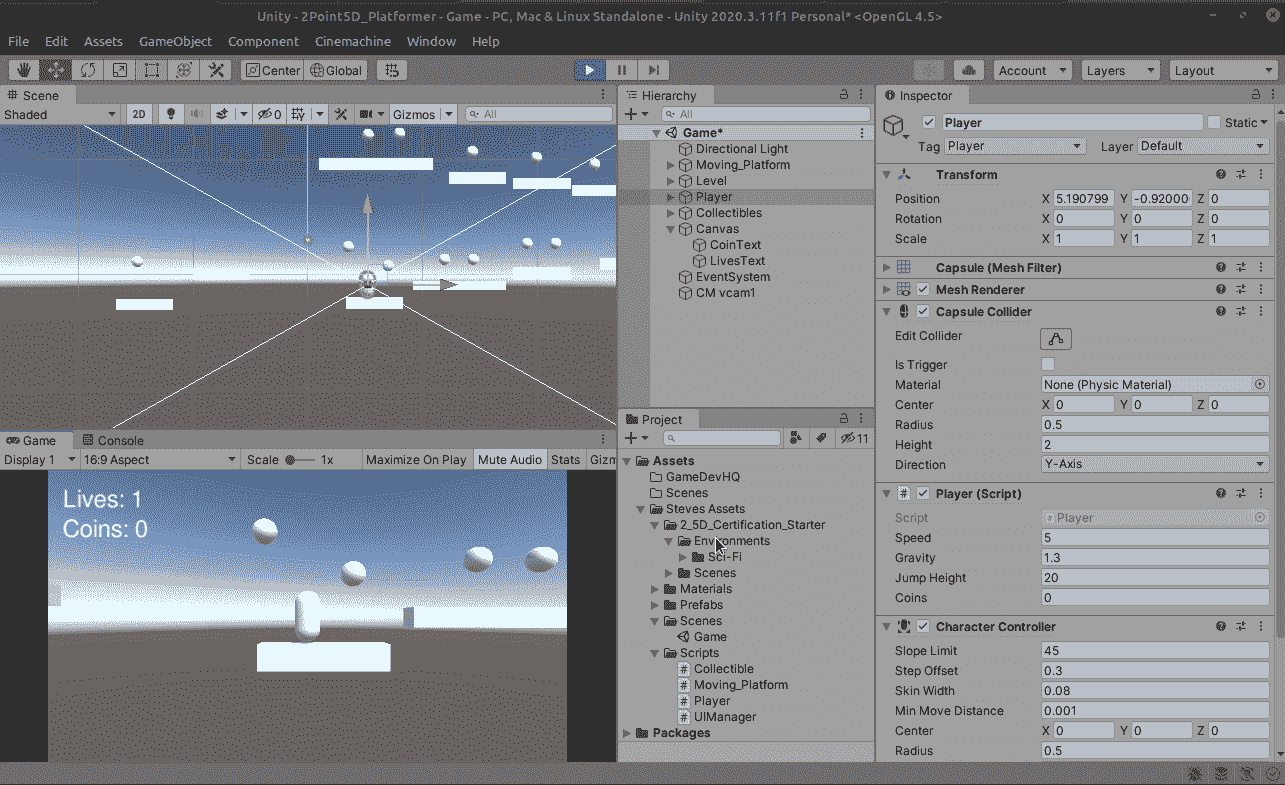 Unity - 2Point5D_Platformer - Game - PC, Mac & Linux Standalone - Unity 2020.3.11f1 Personal* <OpenGL 4.5>
File Edit Assets GameObject Component Cinemachine Window Help
Center Global Account Layers Layout
Scene
Shaded 2D 0 Gizmos All
Game Console
Display 1 16:9 Aspect Scale 1x Maximize On Play Mute Audio Stats Gizm
Lives: 1
Coins: 0
Hierarchy
All
Game*
Directional Light
Moving_Platform
Level
Player
Collectibles
Canvas
CoinText
LivesText
EventSystem
CM vcam1
Project
11
Assets
GameDevHQ
Scenes
Steves Assets
2_5D_Certification_Starter
Environments
Sci-Fi
Scenes
Materials
Prefabs
Scenes
Game
Scripts
Collectible
Moving_Platform
Player
UIManager
Packages
Inspector
Player Static
Tag Player Layer Default
Transform
Position X 5.190799 Y -0.92000 Z 0
Rotation X 0 Y 0 Z 0
Scale X 1 Y 1 Z 1
Capsule (Mesh Filter)
Mesh Renderer
Capsule Collider
Edit Collider
Is Trigger
Material None (Physic Material)
Center X 0 Y 0 Z 0
Radius 0.5
Height 2
Direction Y-Axis
# Player (Script)
Script Player
Speed 5
Gravity 1.3
Jump Height 20
Coins 0
Character Controller
Slope Limit 45
Step Offset 0.3
Skin Width 0.08
Min Move Distance 0.001
Center X 0 Y 0 Z 0
Radius 0.5